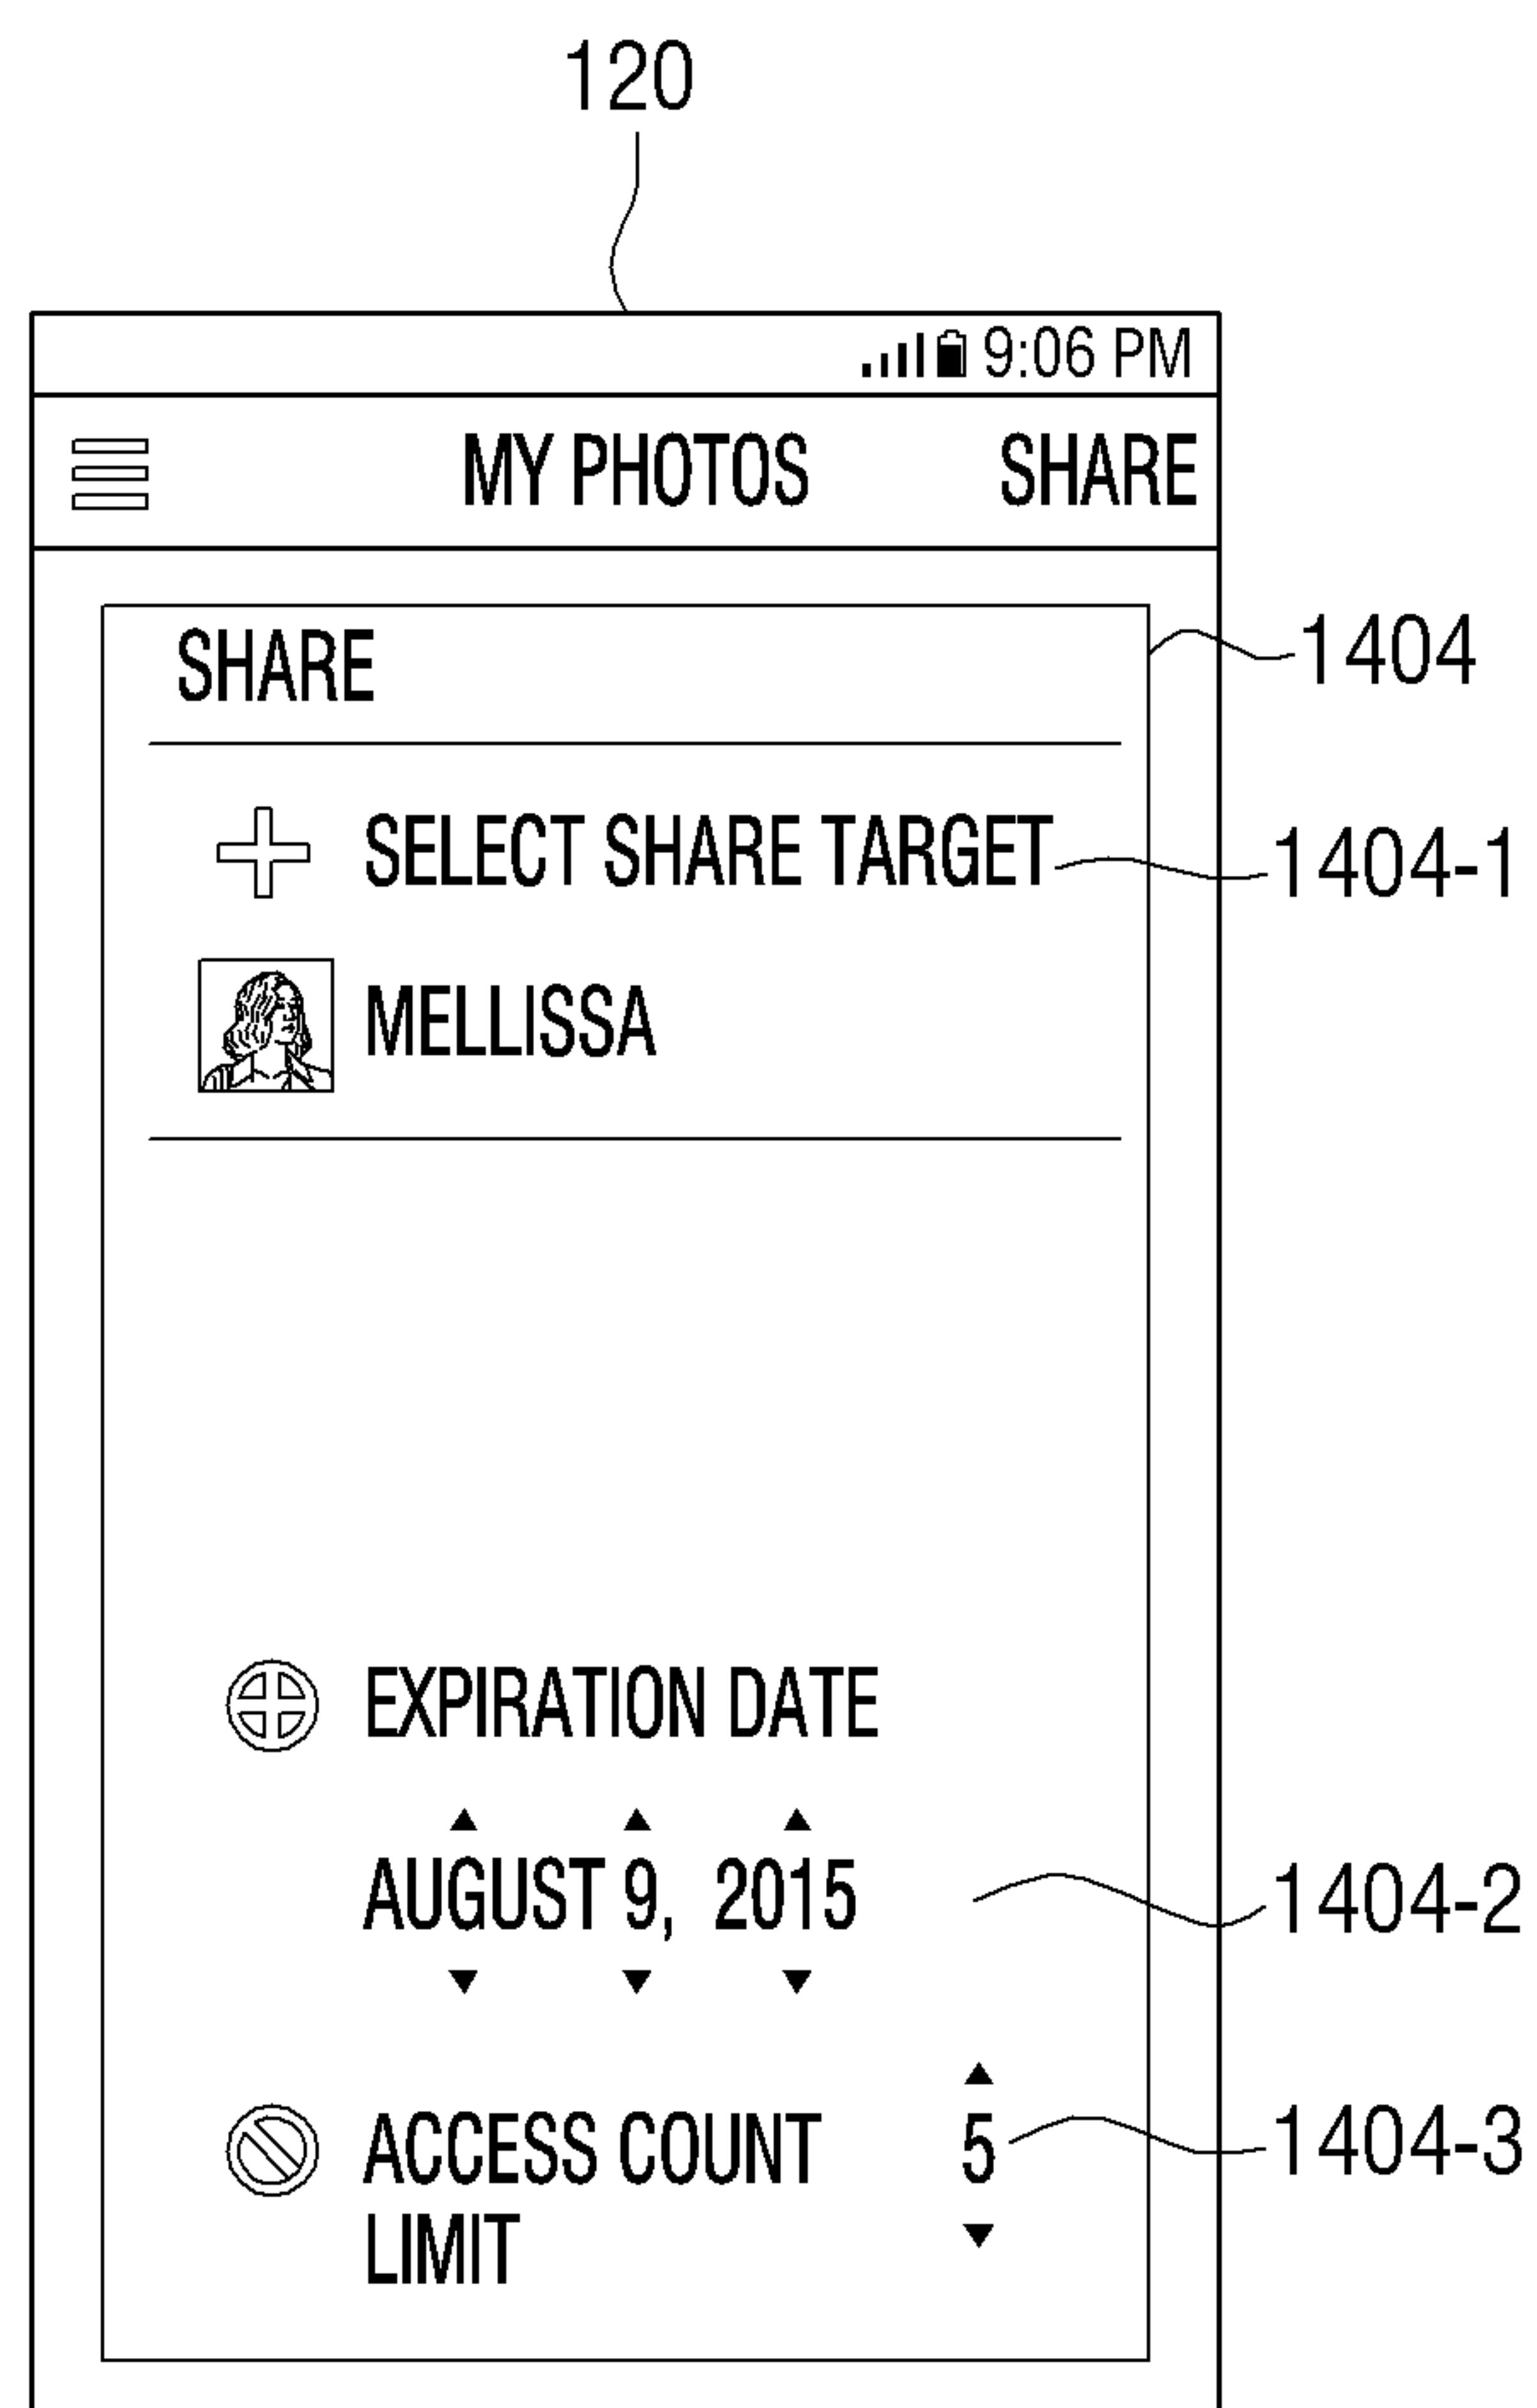 120
9:06 PM
MY PHOTOS SHARE
SHARE
1404
SELECT SHARE TARGET
1404-1
MELLISSA
EXPIRATION DATE
AUGUST 9, 2015
1404-2
ACCESS COUNT 5
LIMIT
1404-3